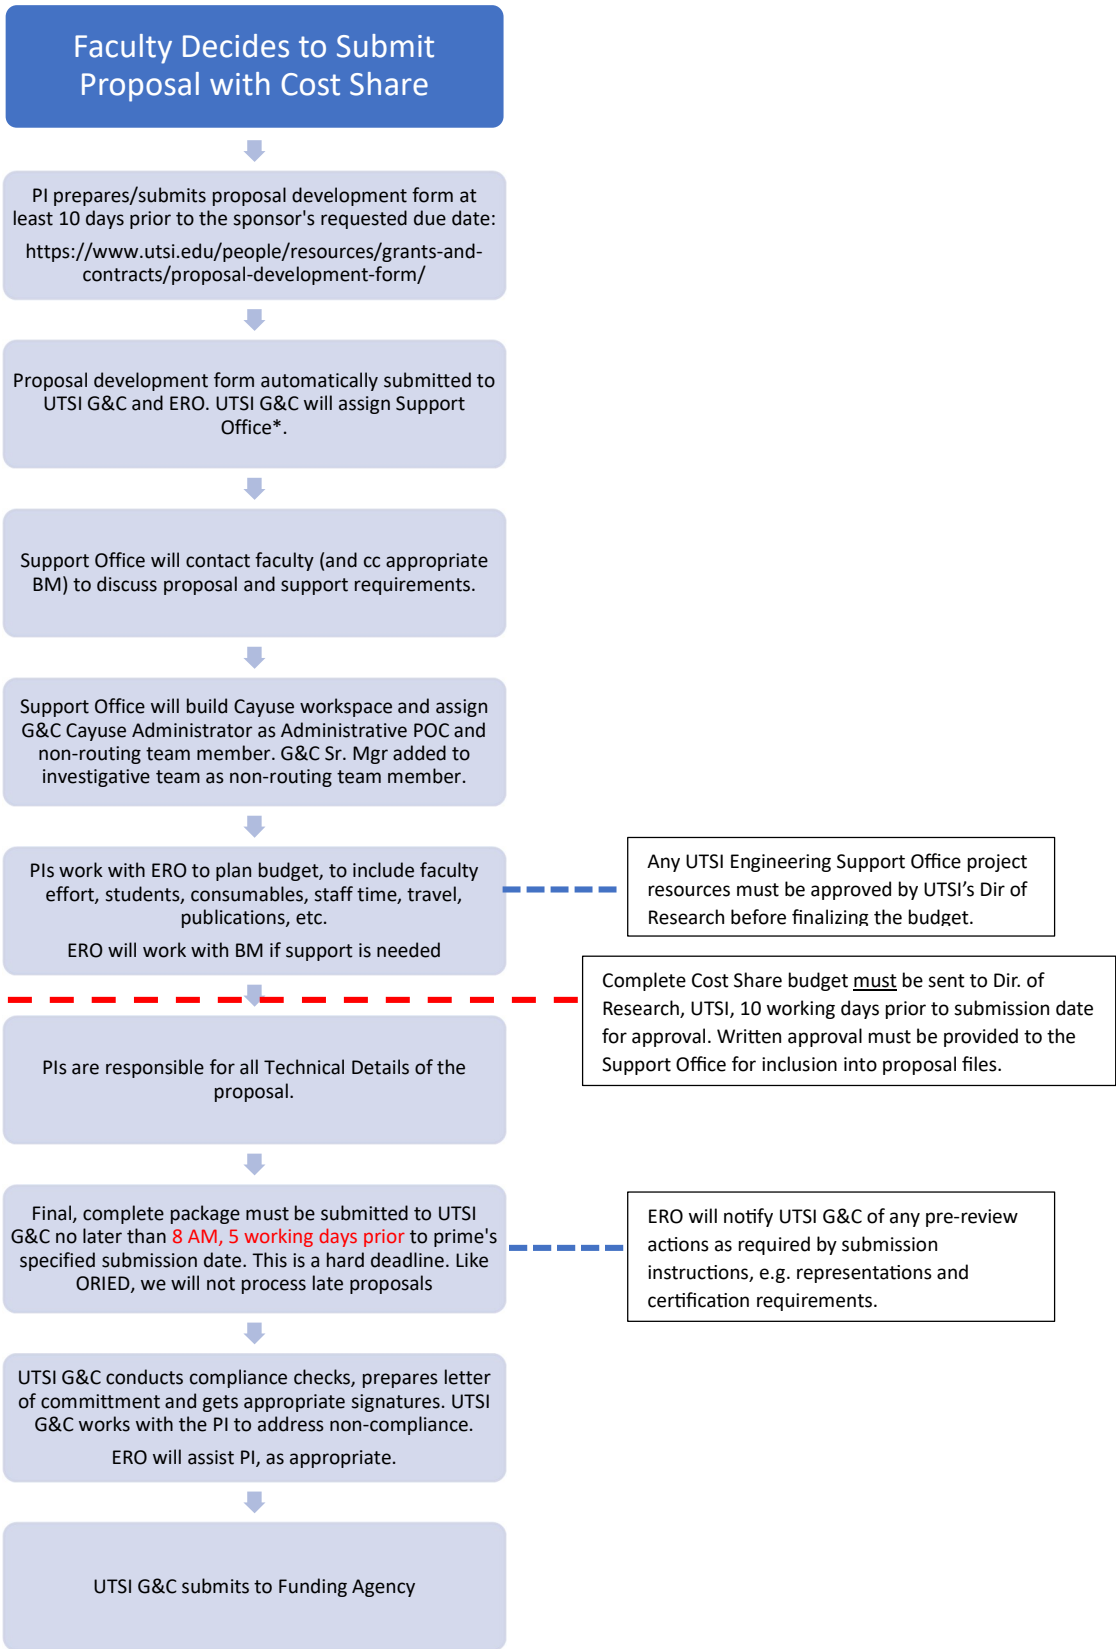 Faculty Decides to Submit
Proposal with Cost Share
PI prepares/submits proposal development form at
least 10 days prior to the sponsor's requested due date:
https://www.utsi.edu/people/resources/grants-and-
contracts/proposal-development-form/
Proposal development form automatically submitted to
UTSI G&C and ERO. UTSI G&C will assign Support
Office*.
Support Office will contact faculty (and cc appropriate
BM) to discuss proposal and support requirements.
Support Office will build Cayuse workspace and assign
G&C Cayuse Administrator as Administrative POC and
non-routing team member. G&C Sr. Mgr added to
investigative team as non-routing team member.
PIs work with ERO to plan budget, to include faculty
effort, students, consumables, staff time, travel,
publications, etc.
ERO will work with BM if support is needed
Any UTSI Engineering Support Office project
resources must be approved by UTSI’s Dir of
Research before finalizing the budget.
Complete Cost Share budget must be sent to Dir. of
Research, UTSI, 10 working days prior to submission date
for approval. Written approval must be provided to the
Support Office for inclusion into proposal files.
PIs are responsible for all Technical Details of the
proposal.
Final, complete package must be submitted to UTSI
G&C no later than 8 AM, 5 working days prior to prime's
specified submission date. This is a hard deadline. Like
ORIED, we will not process late proposals
ERO will notify UTSI G&C of any pre-review
actions as required by submission
instructions, e.g. representations and
certification requirements.
UTSI G&C conducts compliance checks, prepares letter
of committment and gets appropriate signatures. UTSI
G&C works with the PI to address non-compliance.
ERO will assist PI, as appropriate.
UTSI G&C submits to Funding Agency